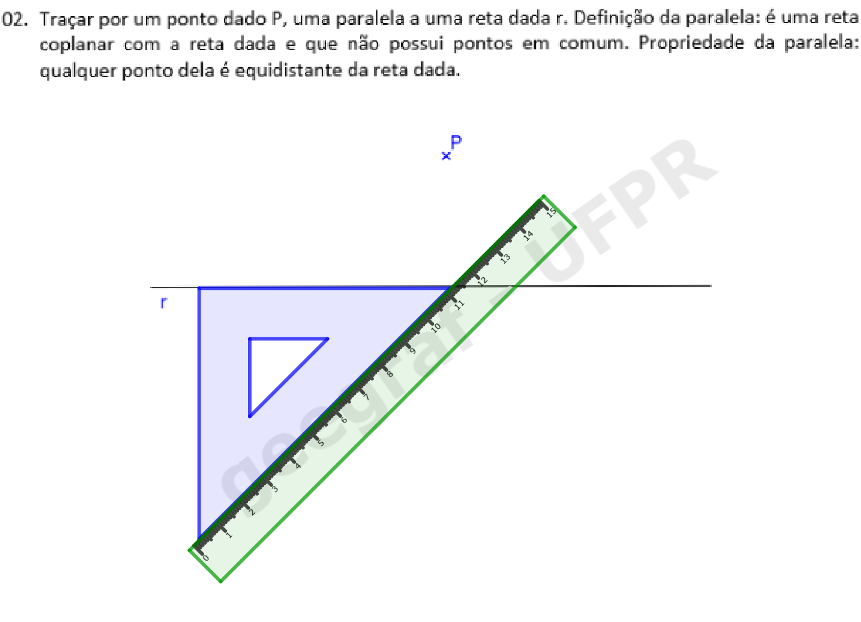 02. Traçar por um ponto dado P, uma paralela a uma reta dada r. Definição da paralela: é uma reta
coplanar com a reta dada e que não possui pontos em comum. Propriedade da paralela:
qualquer ponto dela é equidistante da reta dada.
P
x
r
0 1 2 3 4 5 6 7 8 9 10 11 12 13 14 15
geograf - UFPR